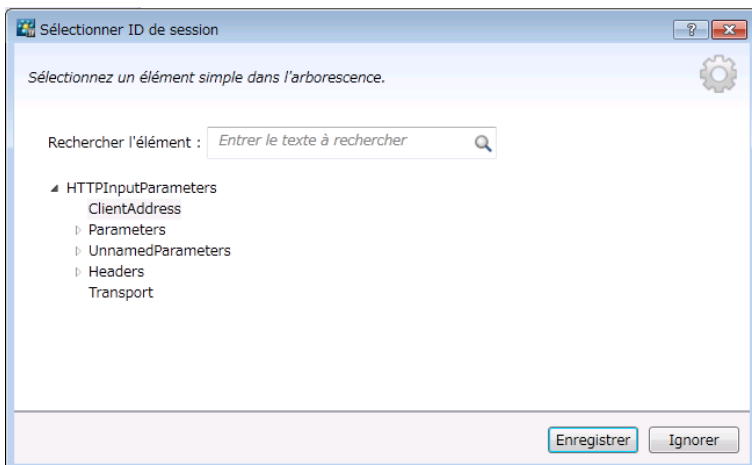 Sélectionner ID de session
?
Sélectionnez un élément simple dans l'arborescence.
Rechercher l'élément : Entrer le texte à rechercher
HTTPInputParameters
ClientAddress
Parameters
UnnamedParameters
Headers
Transport
Enregistrer Ignorer